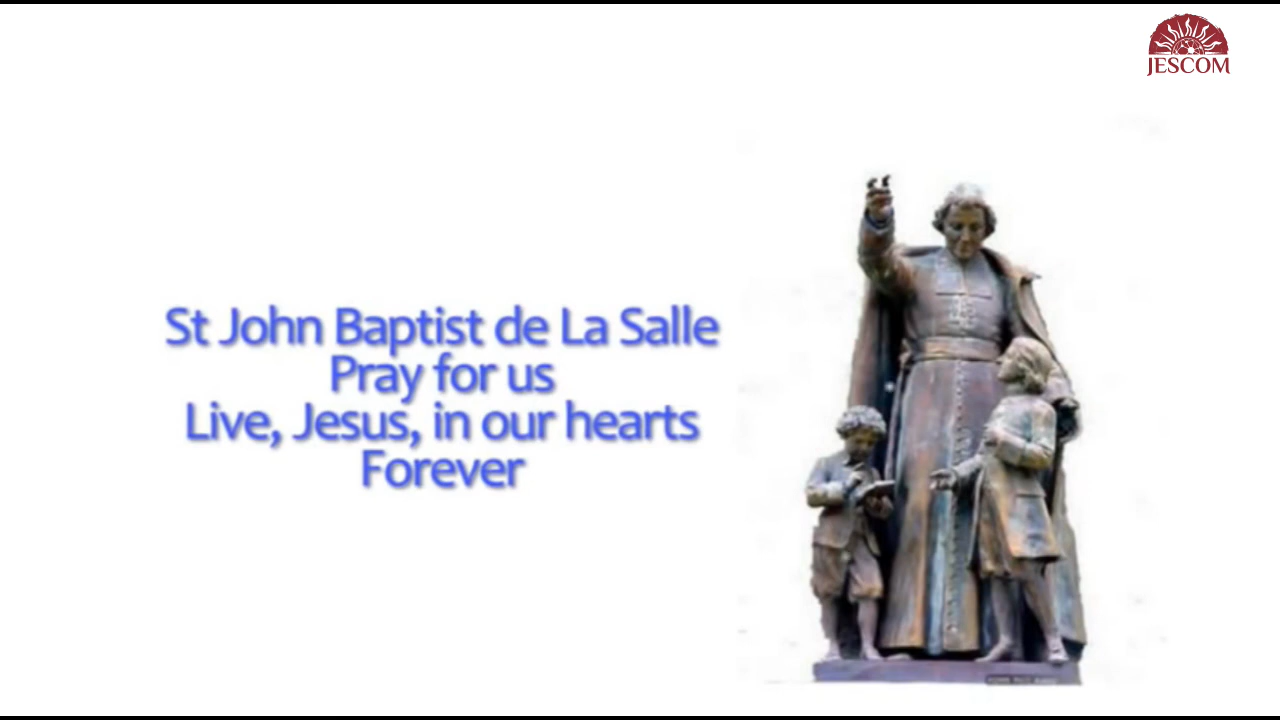 JESCOM
St John Baptist de La Salle
Pray for us
Live, Jesus, in our hearts
Forever